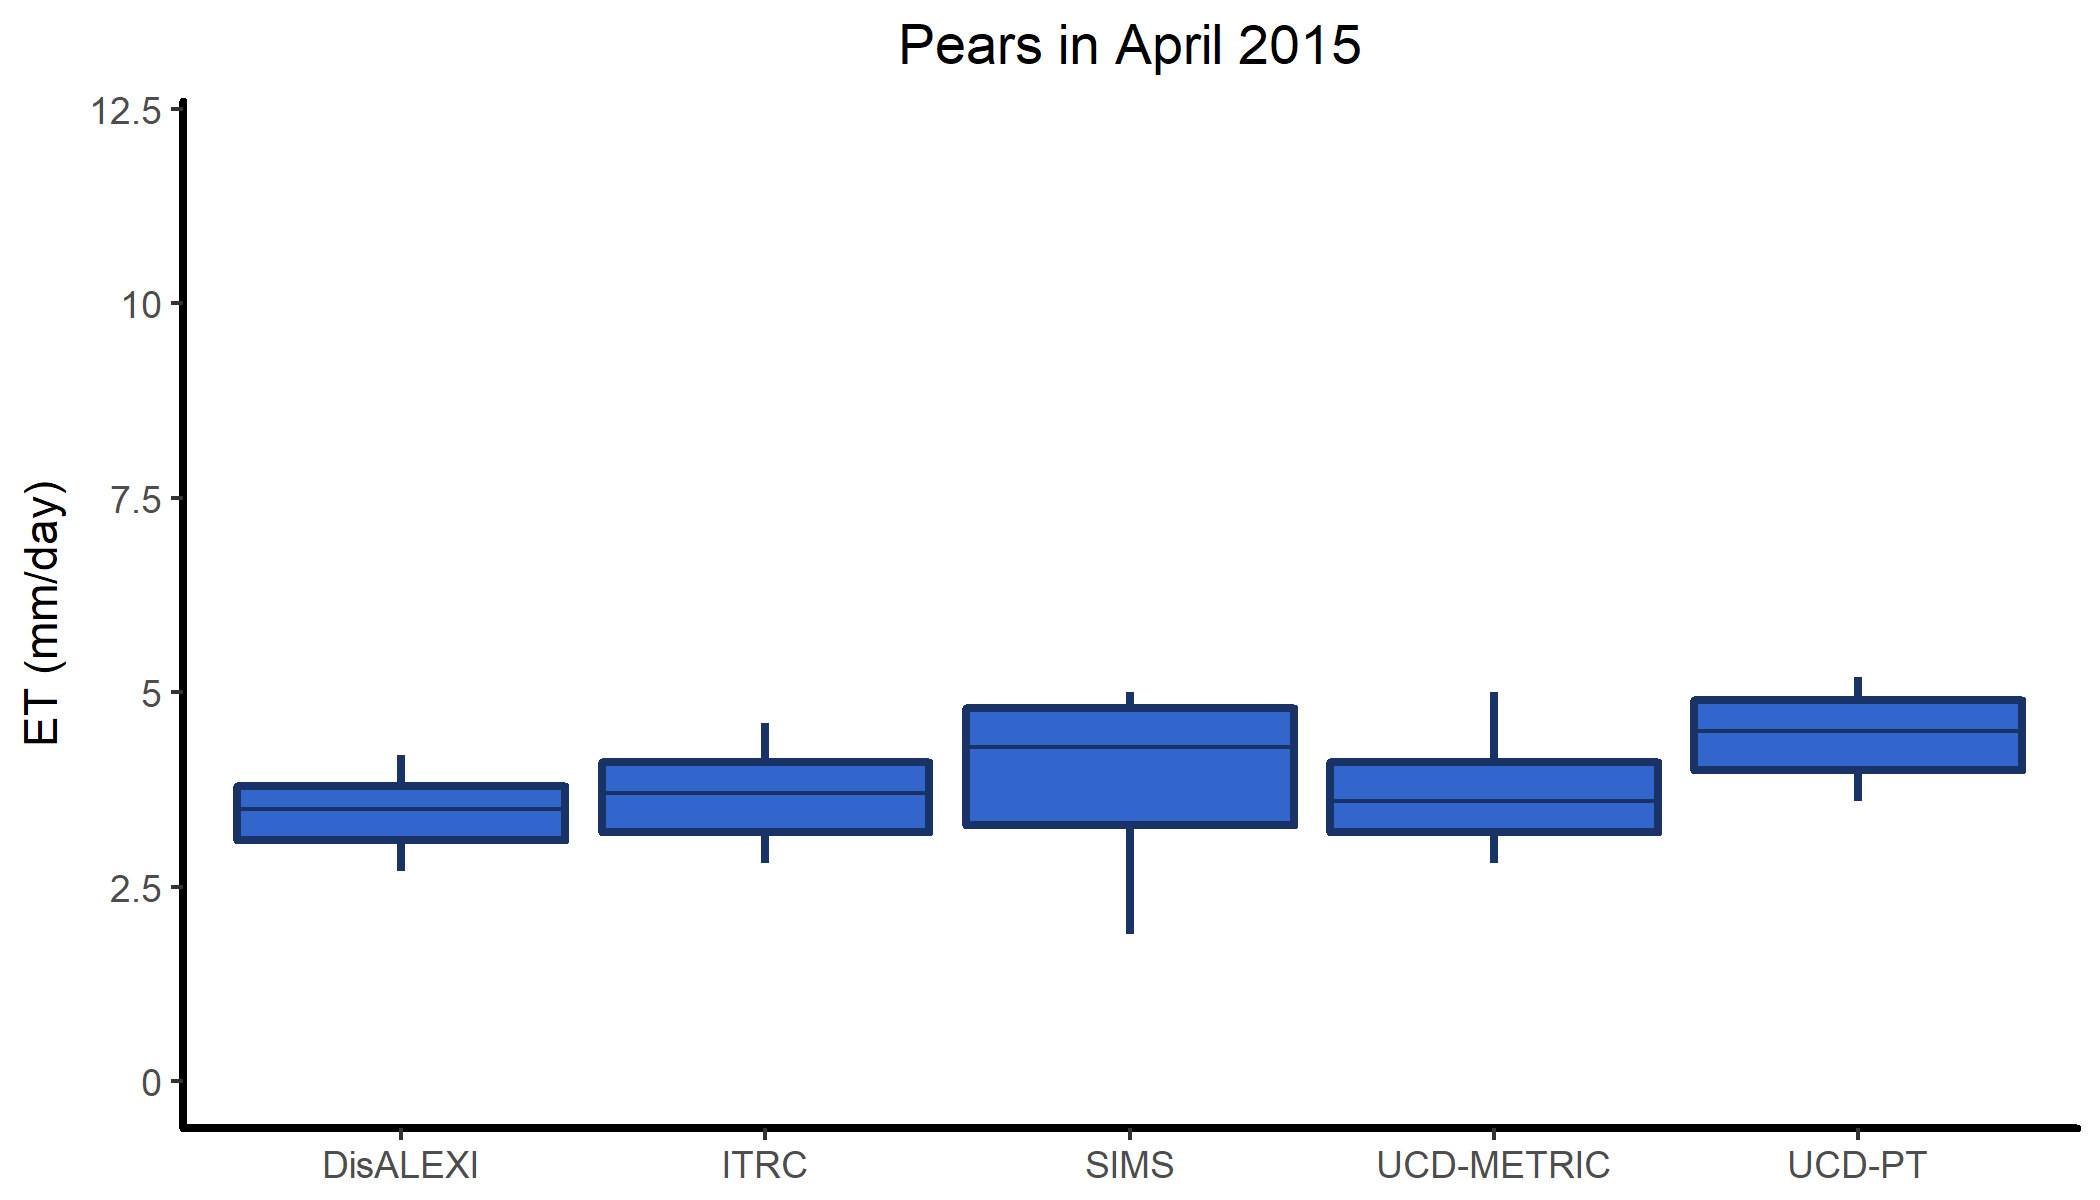 Pears in April 2015
12.5
10
7.5
5
2.5
0
ET (mm/day)
DisALEXI
ITRC
SIMS
UCD-METRIC
UCD-PT